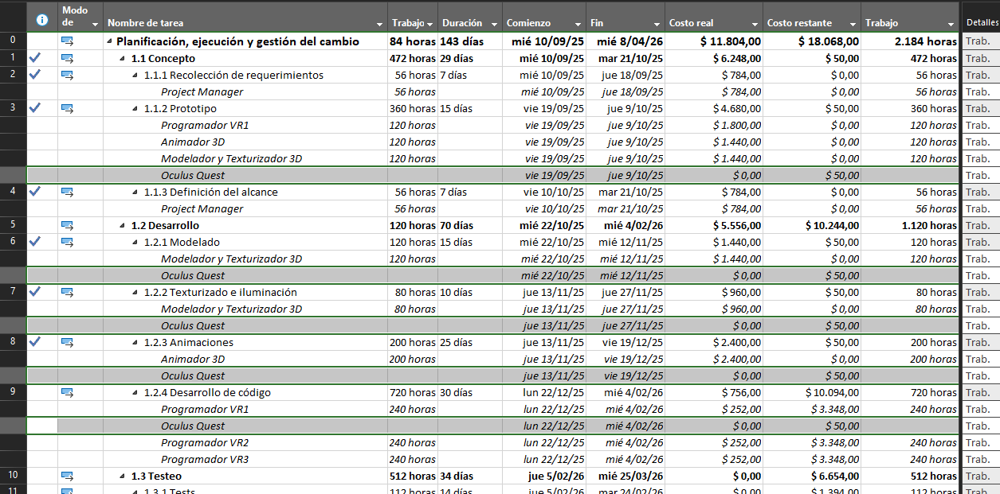 Modo de Nombre de tarea Trabajo Duración Comienzo Fin Costo real Costo restante Trabajo Detalles
0 Planificación, ejecución y gestión del cambio 84 horas 143 días mié 10/09/25 mié 8/04/26 $ 11.804,00 $ 18.068,00 2.184 horas Trab.
1 1.1 Concepto 472 horas 29 días mié 10/09/25 mar 21/10/25 $ 6.248,00 $ 50,00 472 horas Trab.
2 1.1.1 Recolección de requerimientos 56 horas 7 días mié 10/09/25 jue 18/09/25 $ 784,00 $ 0,00 56 horas Trab.
Project Manager 56 horas mié 10/09/25 jue 18/09/25 $ 784,00 $ 0,00 56 horas Trab.
3 1.1.2 Prototipo 360 horas 15 días vie 19/09/25 jue 9/10/25 $ 4.680,00 $ 50,00 360 horas Trab.
Programador VR1 120 horas vie 19/09/25 jue 9/10/25 $ 1.800,00 $ 0,00 120 horas Trab.
Animador 3D 120 horas vie 19/09/25 jue 9/10/25 $ 1.440,00 $ 0,00 120 horas Trab.
Modelador y Texturizador 3D 120 horas vie 19/09/25 jue 9/10/25 $ 1.440,00 $ 0,00 120 horas Trab.
Oculus Quest vie 19/09/25 jue 9/10/25 $ 0,00 $ 50,00 Trab.
4 1.1.3 Definición del alcance 56 horas 7 días vie 10/10/25 mar 21/10/25 $ 784,00 $ 0,00 56 horas Trab.
Project Manager 56 horas vie 10/10/25 mar 21/10/25 $ 784,00 $ 0,00 56 horas Trab.
5 1.2 Desarrollo 120 horas 70 días mié 22/10/25 mié 4/02/26 $ 5.556,00 $ 10.244,00 1.120 horas Trab.
6 1.2.1 Modelado 120 horas 15 días mié 22/10/25 mié 12/11/25 $ 1.440,00 $ 50,00 120 horas Trab.
Modelador y Texturizador 3D 120 horas mié 22/10/25 mié 12/11/25 $ 1.440,00 $ 0,00 120 horas Trab.
Oculus Quest mié 22/10/25 mié 12/11/25 $ 0,00 $ 50,00 Trab.
7 1.2.2 Texturizado e iluminación 80 horas 10 días jue 13/11/25 jue 27/11/25 $ 960,00 $ 50,00 80 horas Trab.
Modelador y Texturizador 3D 80 horas jue 13/11/25 jue 27/11/25 $ 960,00 $ 0,00 80 horas Trab.
Oculus Quest jue 13/11/25 jue 27/11/25 $ 0,00 $ 50,00 Trab.
8 1.2.3 Animaciones 200 horas 25 días jue 13/11/25 vie 19/12/25 $ 2.400,00 $ 50,00 200 horas Trab.
Animador 3D 200 horas jue 13/11/25 vie 19/12/25 $ 2.400,00 $ 0,00 200 horas Trab.
Oculus Quest jue 13/11/25 vie 19/12/25 $ 0,00 $ 50,00 Trab.
9 1.2.4 Desarrollo de código 720 horas 30 días lun 22/12/25 mié 4/02/26 $ 756,00 $ 10.094,00 720 horas Trab.
Programador VR1 240 horas lun 22/12/25 mié 4/02/26 $ 252,00 $ 3.348,00 240 horas Trab.
Oculus Quest lun 22/12/25 mié 4/02/26 $ 0,00 $ 50,00 Trab.
Programador VR2 240 horas lun 22/12/25 mié 4/02/26 $ 252,00 $ 3.348,00 240 horas Trab.
Programador VR3 240 horas lun 22/12/25 mié 4/02/26 $ 252,00 $ 3.348,00 240 horas Trab.
10 1.3 Testeo 512 horas 34 días jue 5/02/26 mié 25/03/26 $ 0,00 $ 6.654,00 512 horas Trab.
11 1.3.1 Tests 112 horas 14 días jue 5/02/26 mar 24/02/26 $ 0,00 $ 1.394,00 112 horas Trab.